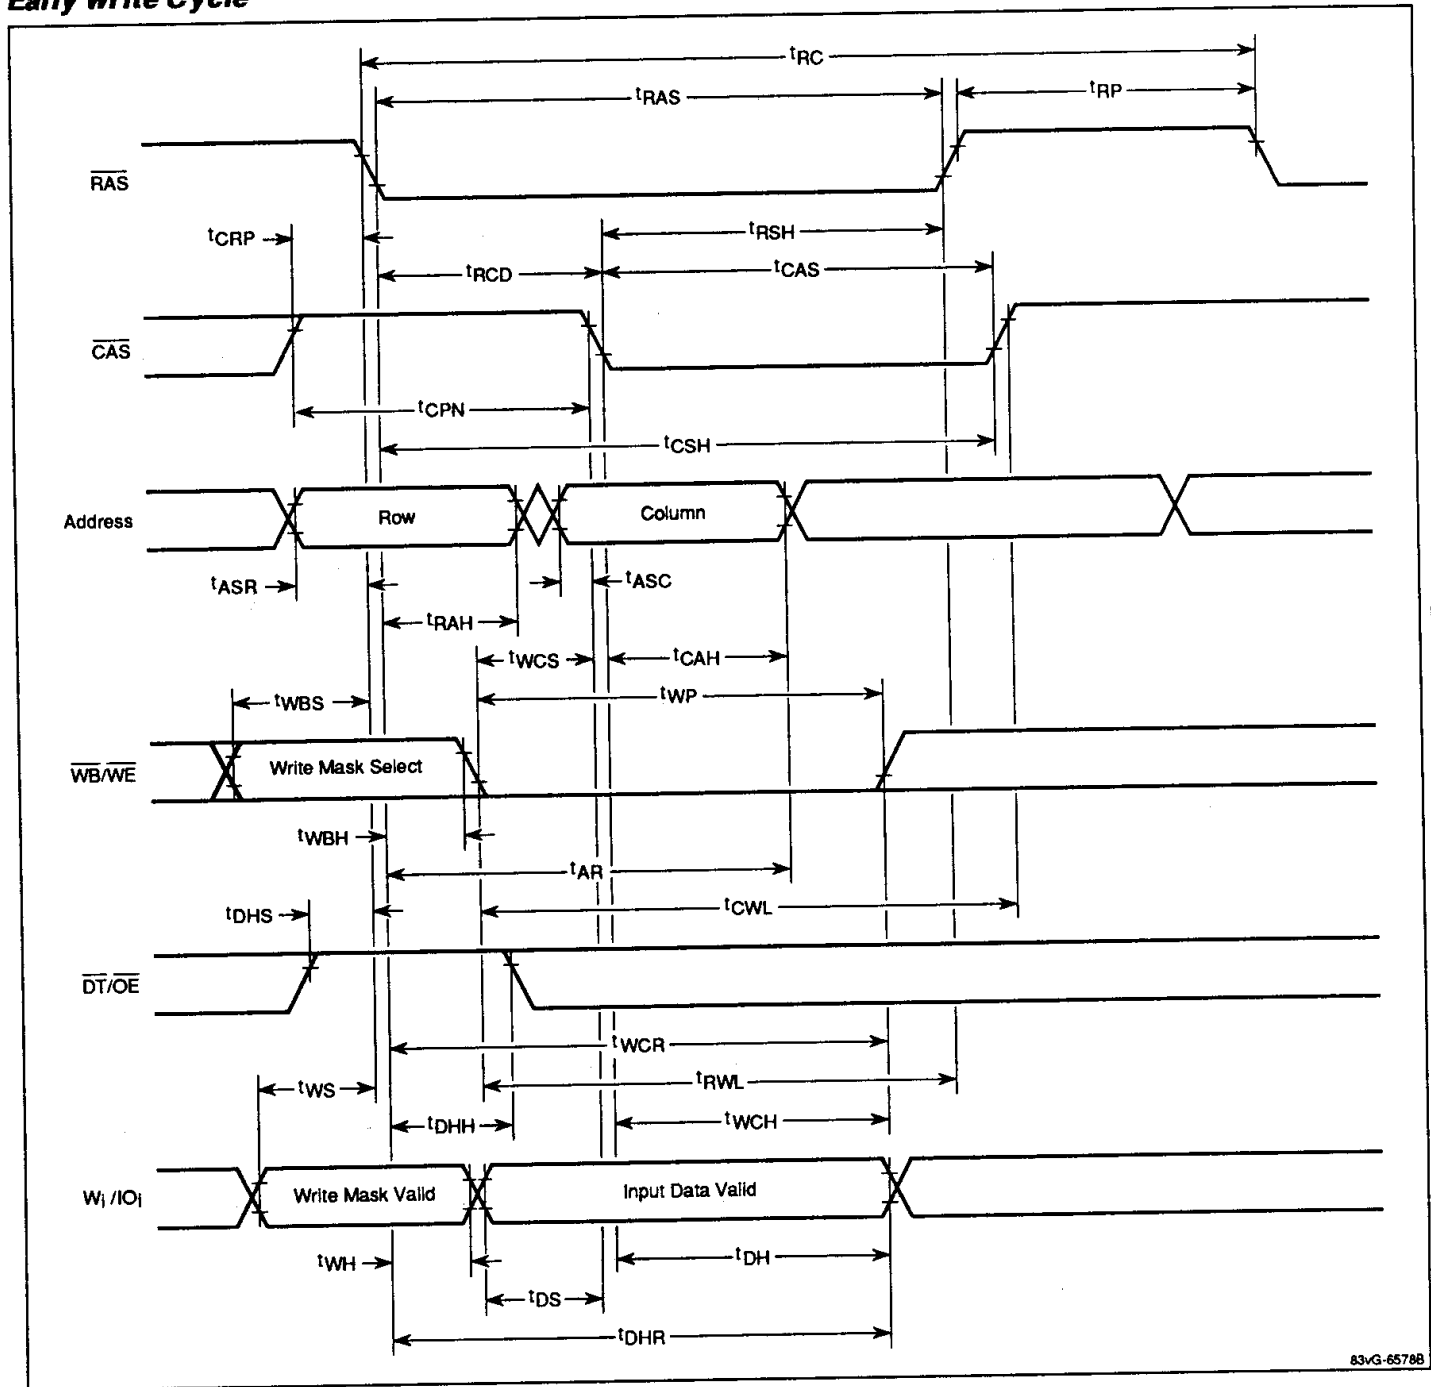 Early Write Cycle
tRC
tRAS
tRP
RAS
tCRP
tRSH
tRCD
tCAS
CAS
tCPN
tCSH
Address
Row
Column
tASR
tASC
tRAH
tWCS
tCAH
tWBS
tWP
WB/WE
Write Mask Select
tWBH
tAR
tDHS
tCWL
DT/OE
tWCR
tWS
tRWL
tDHH
tWCH
Wi /IOi
Write Mask Valid
Input Data Valid
tWH
tDH
tDS
tDHR
83vG-6578B